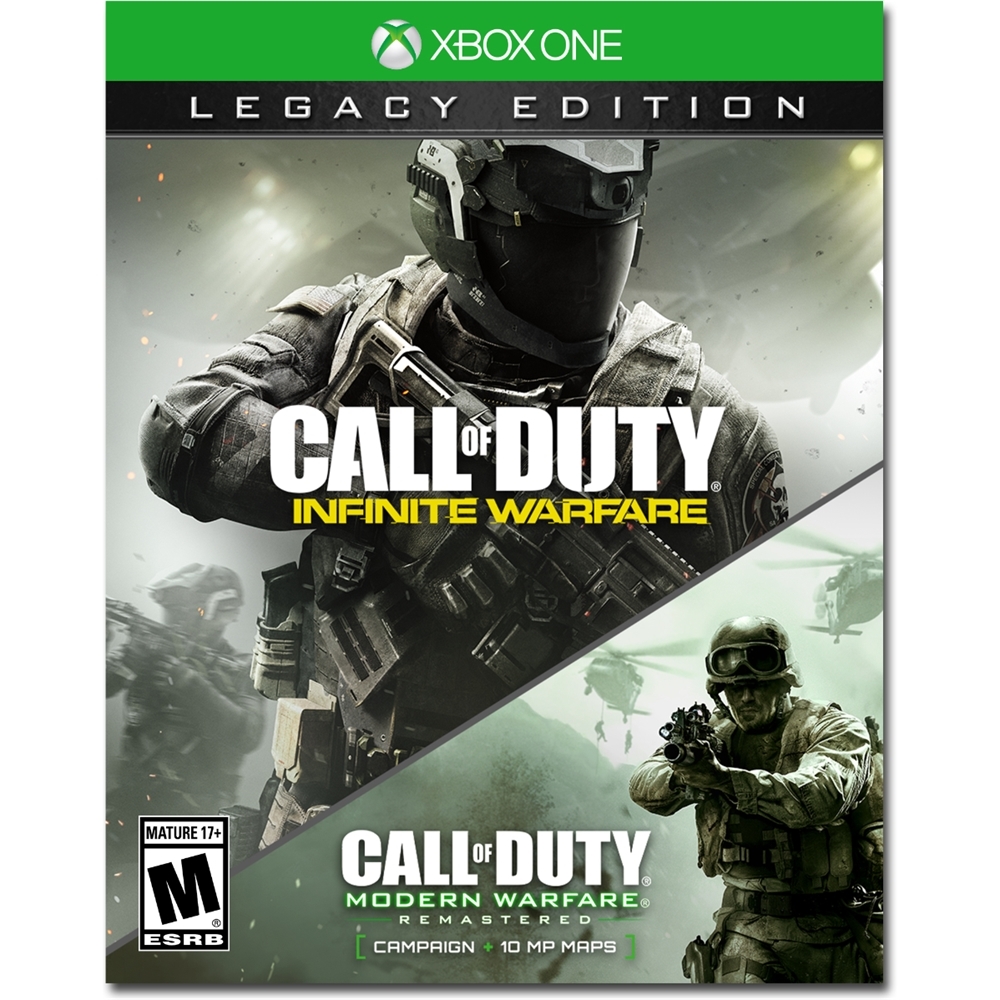 XBOX ONE
LEGACY EDITION
CALL OF DUTY®
INFINITE WARFARE
CALL OF DUTY®
MODERN WARFARE®
REMASTERED
[ CAMPAIGN + 10 MP MAPS ]
MATURE 17+
M®
ESRB